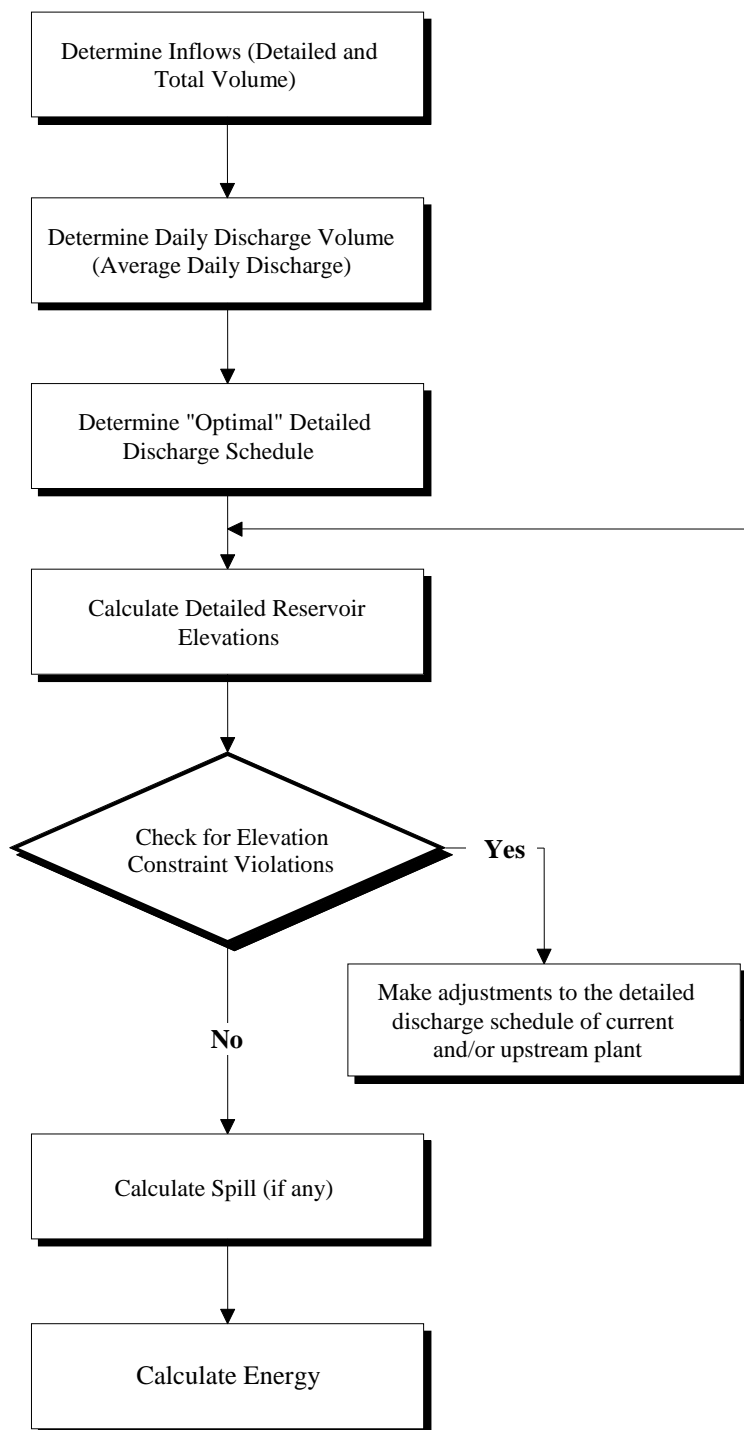 Determine Inflows (Detailed and
Total Volume)
Determine Daily Discharge Volume
(Average Daily Discharge)
Determine "Optimal" Detailed
Discharge Schedule
Calculate Detailed Reservoir
Elevations
Check for Elevation
Constraint Violations
Yes
Make adjustments to the detailed
discharge schedule of current
and/or upstream plant
No
Calculate Spill (if any)
Calculate Energy